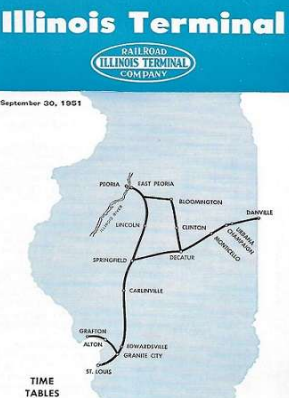 Illinois Terminal
RAILROAD
ILLINOIS TERMINAL
COMPANY
September 30, 1951
PEORIA
EAST PEORIA
ILLINOIS RIVER
BLOOMINGTON
DANVILLE
LINCOLN
CLINTON
URBANA
CHAMPAIGN
MONTICELLO
SPRINGFIELD
DECATUR
CARLINVILLE
GRAFTON
ALTON
EDWARDSVILLE
GRANITE CITY
ST. LOUIS
TIME
TABLES